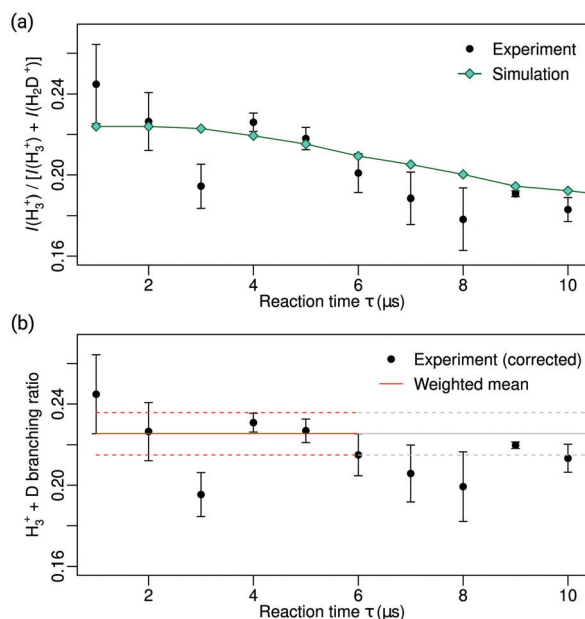 (a)
I(H₃⁺) / [I(H₃⁺) + I(H₂D⁺)]
0.24
0.20
0.16
Experiment
Simulation
2 4 6 8 10
Reaction time τ (μs)
(b)
H₃⁺ + D branching ratio
0.24
0.20
0.16
Experiment (corrected)
Weighted mean
2 4 6 8 10
Reaction time τ (μs)